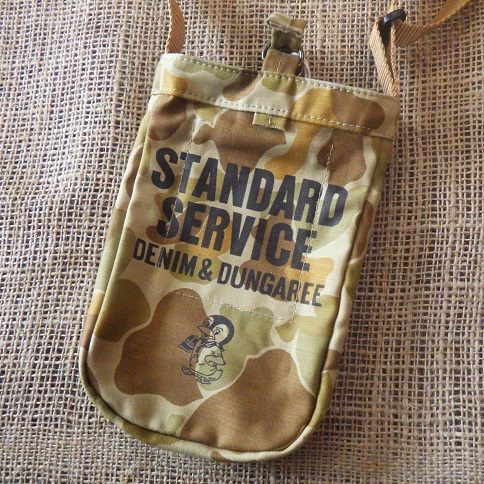 STANDARD
SERVICE
DENIM & DUNGAREE